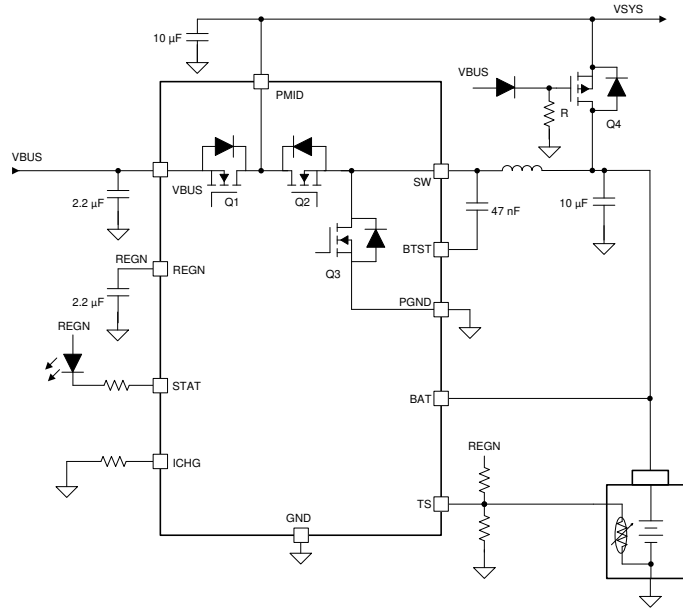 VSYS
10 µF
VBUS
PMID
R
Q4
VBUS
VBUS
Q1
Q2
SW
2.2 µF
47 nF
10 µF
BTST
Q3
REGN
REGN
2.2 µF
PGND
REGN
STAT
BAT
REGN
ICHG
TS
GND